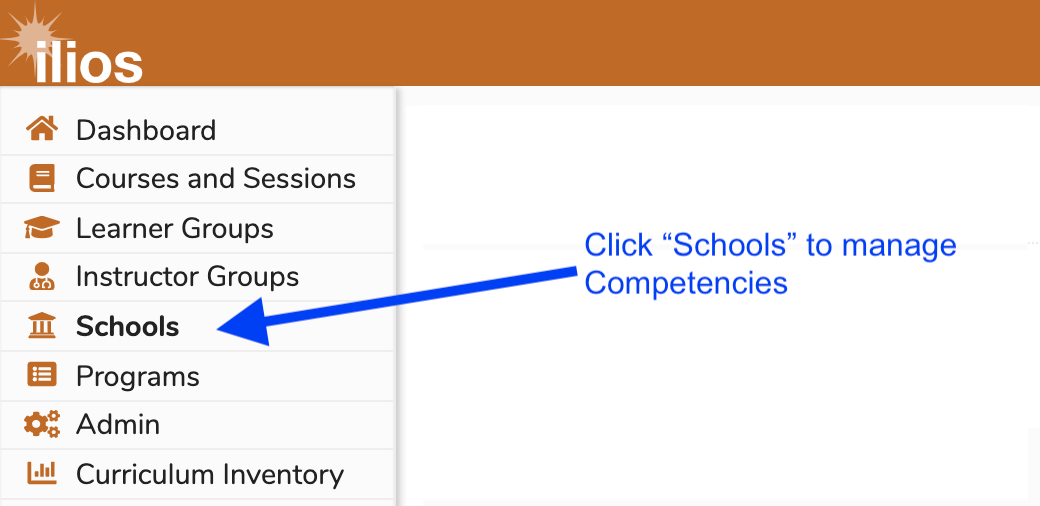 ilios
Dashboard
Courses and Sessions
Learner Groups
Instructor Groups
Schools
Programs
Admin
Curriculum Inventory
Click “Schools” to manage
Competencies